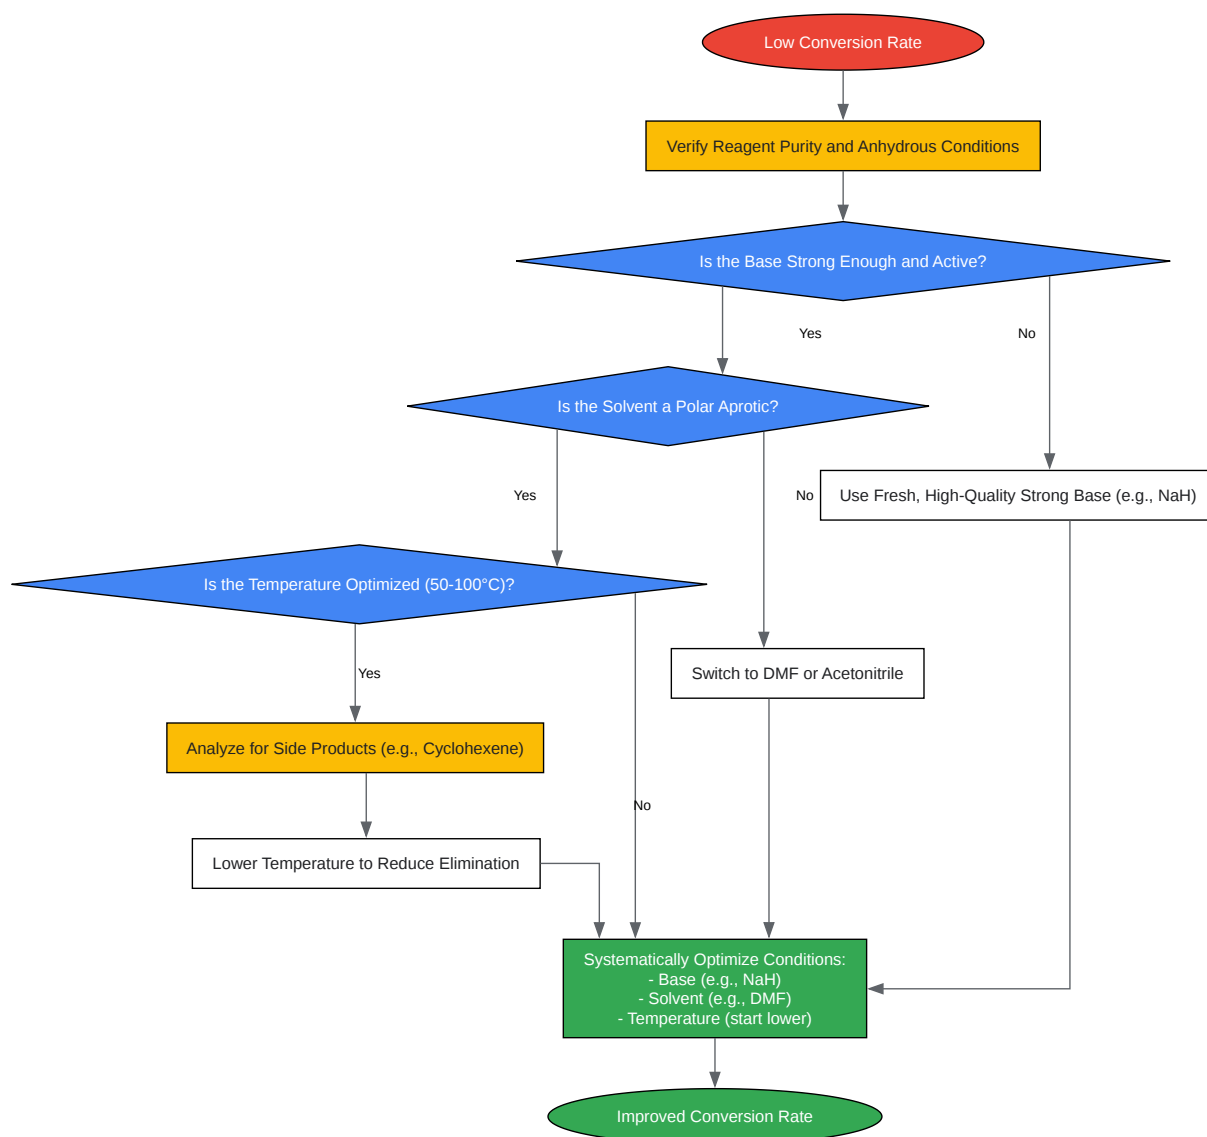 Low Conversion Rate
Verify Reagent Purity and Anhydrous Conditions
Is the Base Strong Enough and Active?
Yes
No
Is the Solvent a Polar Aprotic?
Yes
No
Use Fresh, High-Quality Strong Base (e.g., NaH)
Is the Temperature Optimized (50-100°C)?
Yes
Switch to DMF or Acetonitrile
Analyze for Side Products (e.g., Cyclohexene)
No
Lower Temperature to Reduce Elimination
Systematically Optimize Conditions:
- Base (e.g., NaH)
- Solvent (e.g., DMF)
- Temperature (start lower)
Improved Conversion Rate